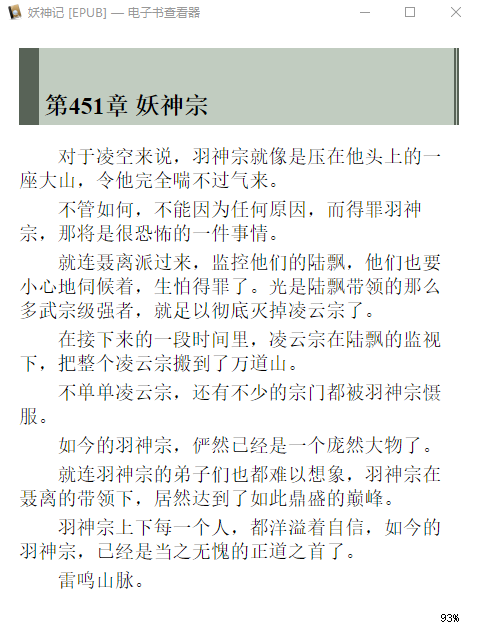 妖神记 [EPUB] — 电子书查看器
第451章 妖神宗
对于凌空来说，羽神宗就像是压在他头上的一
座大山，令他完全喘不过气来。
不管如何，不能因为任何原因，而得罪羽神
宗，那将是很恐怖的一件事情。
就连聂离派过来，监控他们的陆飘，他们也要
小心地伺候着，生怕得罪了。光是陆飘带领的那么
多武宗级强者，就足以彻底灭掉凌云宗了。
在接下来的一段时间里，凌云宗在陆飘的监视
下，把整个凌云宗搬到了万道山。
不单单凌云宗，还有不少的宗门都被羽神宗慑
服。
如今的羽神宗，俨然已经是一个庞然大物了。
就连羽神宗的弟子们也都难以想象，羽神宗在
聂离的带领下，居然达到了如此鼎盛的巅峰。
羽神宗上下每一个人，都洋溢着自信，如今的
羽神宗，已经是当之无愧的正道之首了。
雷鸣山脉。
93%